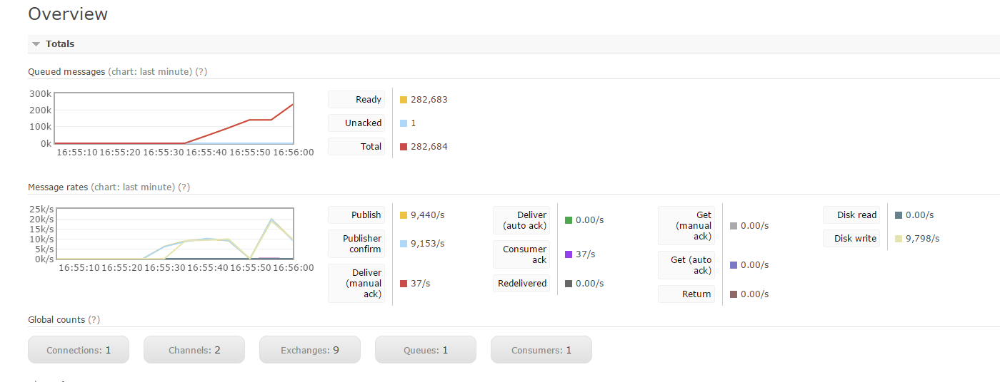 Overview
Totals
Queued messages (chart: last minute) (?)
300k
200k
100k
0k
16:55:10 16:55:20 16:55:30 16:55:40 16:55:50 16:56:00
Ready 282,683
Unacked 1
Total 282,684
Message rates (chart: last minute) (?)
25k/s
20k/s
15k/s
10k/s
5k/s
0k/s
16:55:10 16:55:20 16:55:30 16:55:40 16:55:50 16:56:00
Publish 9,440/s
Publisher
confirm 9,153/s
Deliver
(manual
ack) 37/s
Deliver
(auto ack) 0.00/s
Consumer
ack 37/s
Redelivered 0.00/s
Get
(manual
ack) 0.00/s
Get (auto
ack) 0.00/s
Return 0.00/s
Disk read 0.00/s
Disk write 9,798/s
Global counts (?)
Connections: 1 Channels: 2 Exchanges: 9 Queues: 1 Consumers: 1